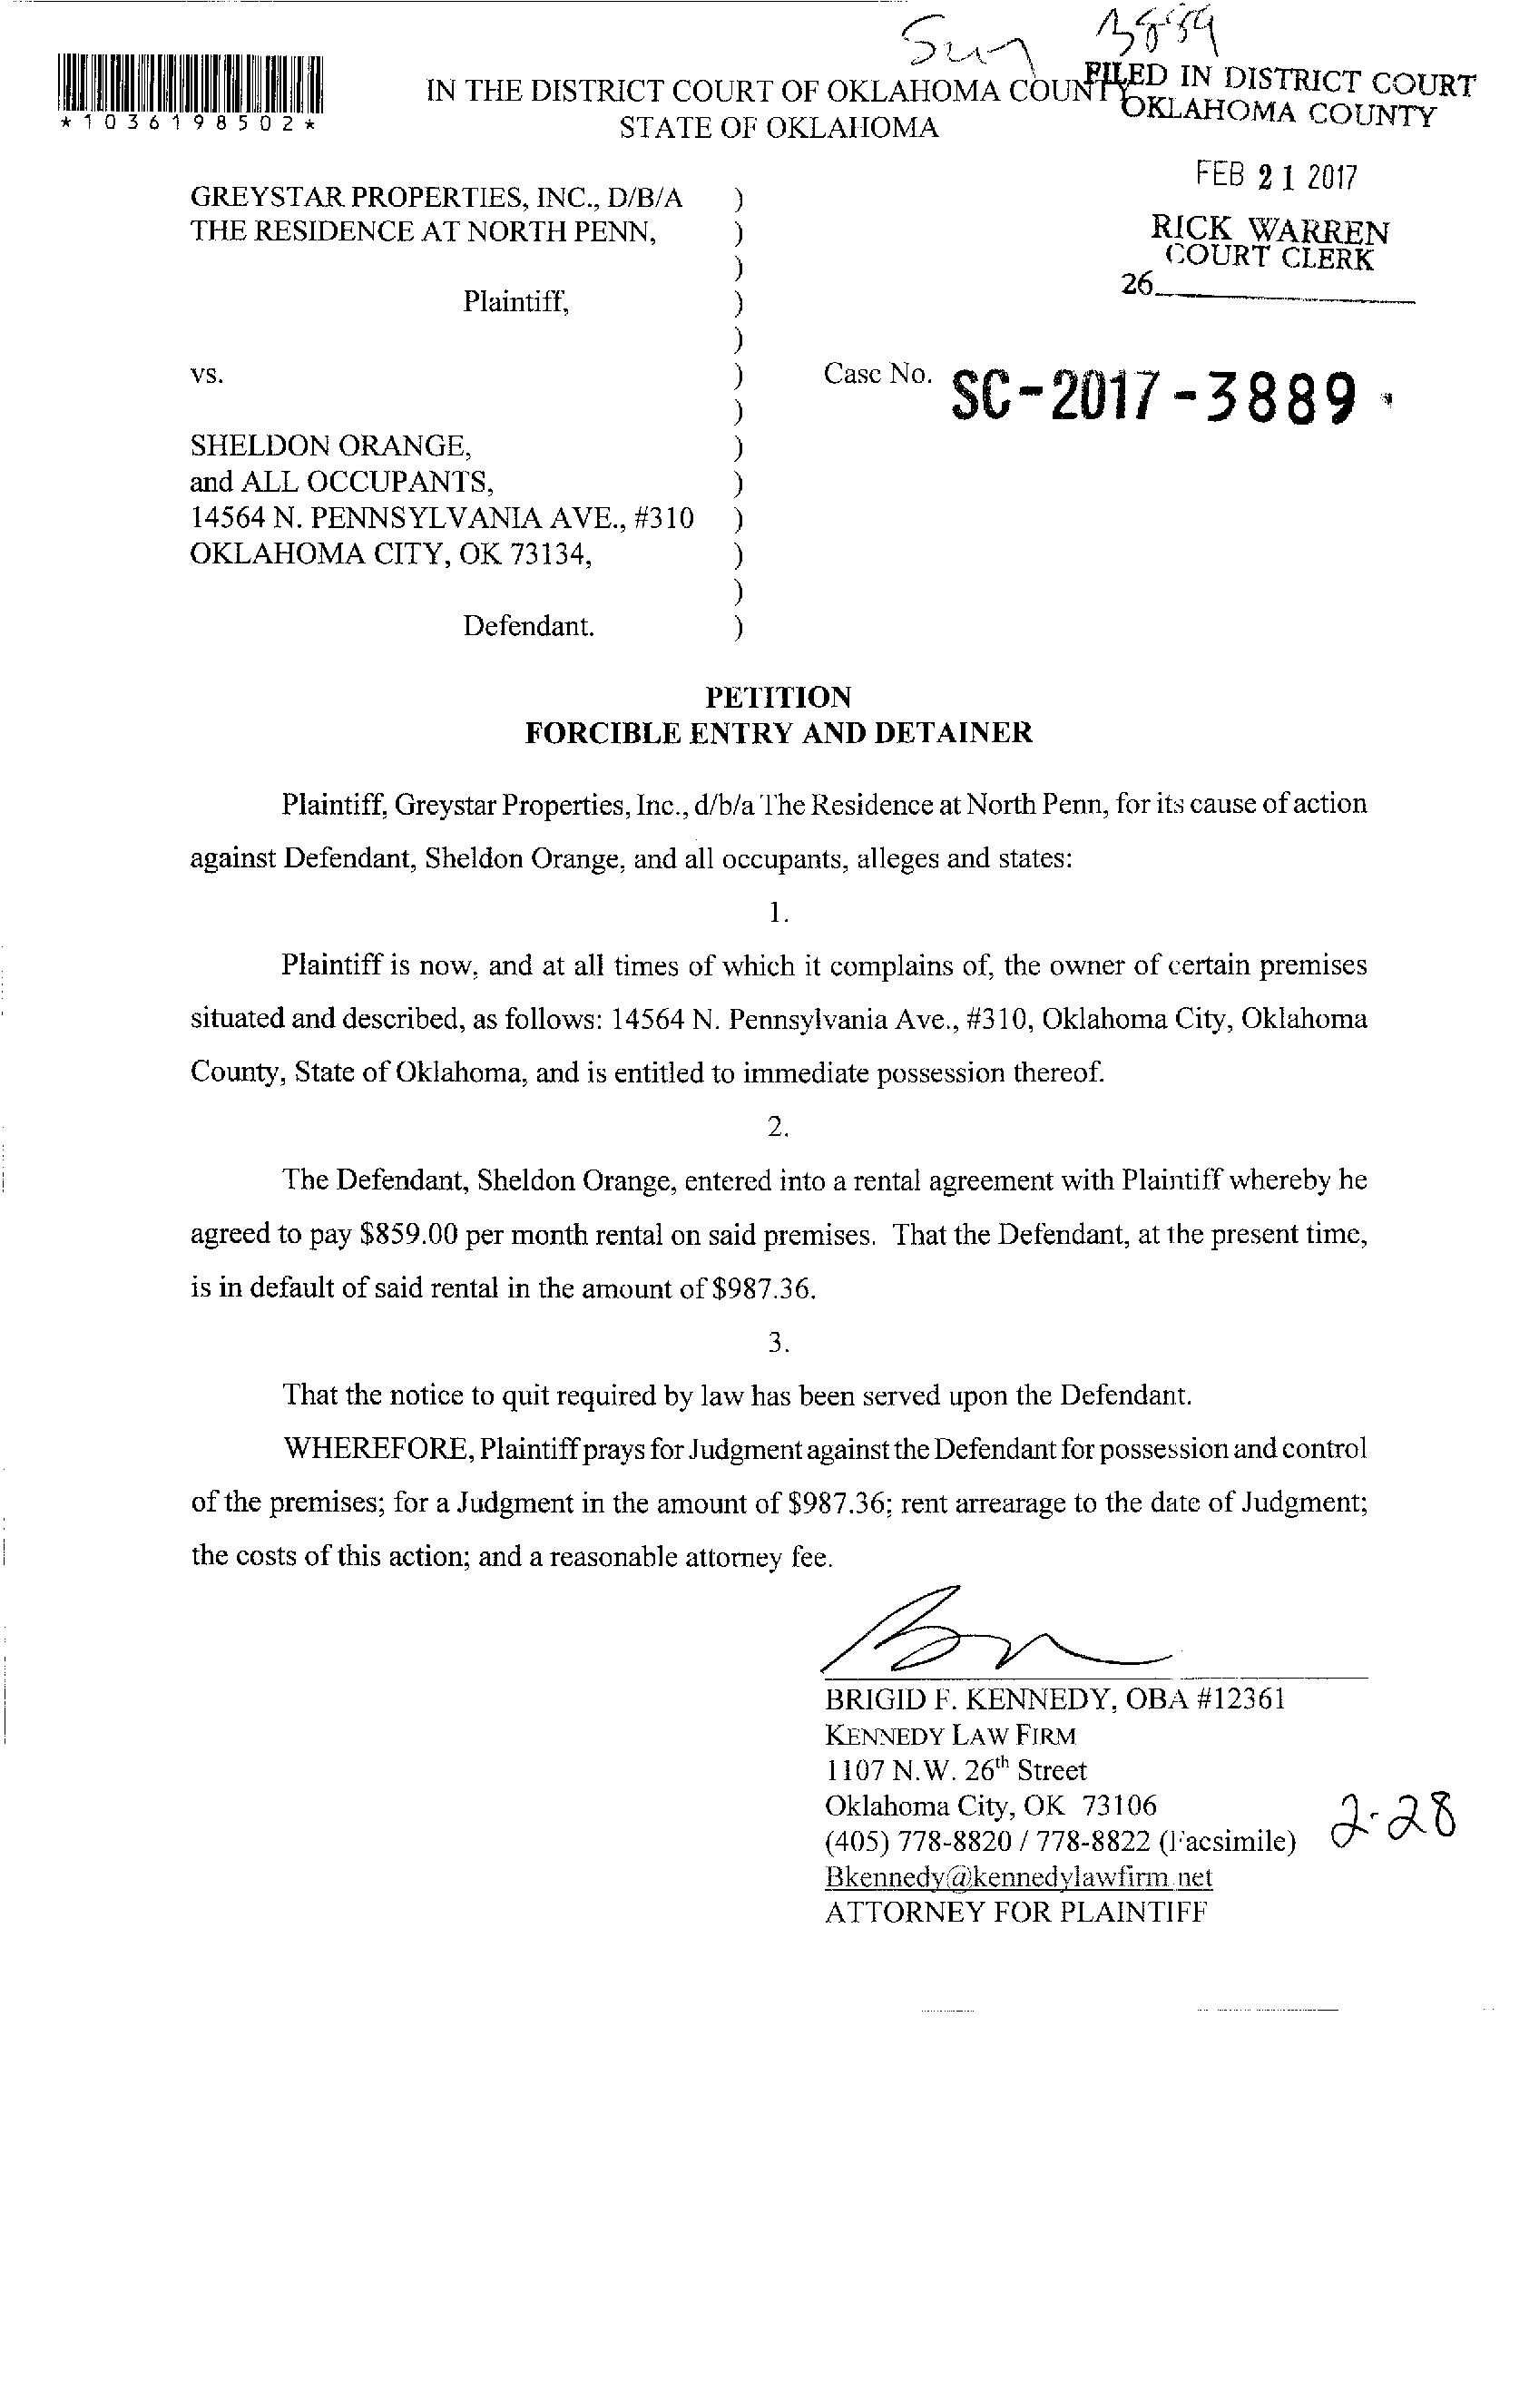 *1036198502*
IN THE DISTRICT COURT OF OKLAHOMA COUNTY
STATE OF OKLAHOMA
FILED IN DISTRICT COURT
OKLAHOMA COUNTY
FEB 21 2017
RICK WARREN
COURT CLERK
26
GREYSTAR PROPERTIES, INC., D/B/A )
THE RESIDENCE AT NORTH PENN, )
)
Plaintiff, )
)
vs. ) Case No. SC-2017-3889
)
SHELDON ORANGE, )
and ALL OCCUPANTS, )
14564 N. PENNSYLVANIA AVE., #310 )
OKLAHOMA CITY, OK 73134, )
)
Defendant. )
PETITION
FORCIBLE ENTRY AND DETAINER
Plaintiff, Greystar Properties, Inc., d/b/a The Residence at North Penn, for its cause of action
against Defendant, Sheldon Orange, and all occupants, alleges and states:
1.
Plaintiff is now, and at all times of which it complains of, the owner of certain premises
situated and described, as follows: 14564 N. Pennsylvania Ave., #310, Oklahoma City, Oklahoma
County, State of Oklahoma, and is entitled to immediate possession thereof.
2.
The Defendant, Sheldon Orange, entered into a rental agreement with Plaintiff whereby he
agreed to pay $859.00 per month rental on said premises. That the Defendant, at the present time,
is in default of said rental in the amount of $987.36.
3.
That the notice to quit required by law has been served upon the Defendant.
WHEREFORE, Plaintiff prays for Judgment against the Defendant for possession and control
of the premises; for a Judgment in the amount of $987.36; rent arrearage to the date of Judgment;
the costs of this action; and a reasonable attorney fee.
BRIGID F. KENNEDY, OBA #12361
KENNEDY LAW FIRM
1107 N.W. 26th Street
Oklahoma City, OK 73106
(405) 778-8820 / 778-8822 (Facsimile)
Bkennedy@kennedylawfirm.net
ATTORNEY FOR PLAINTIFF
2-28